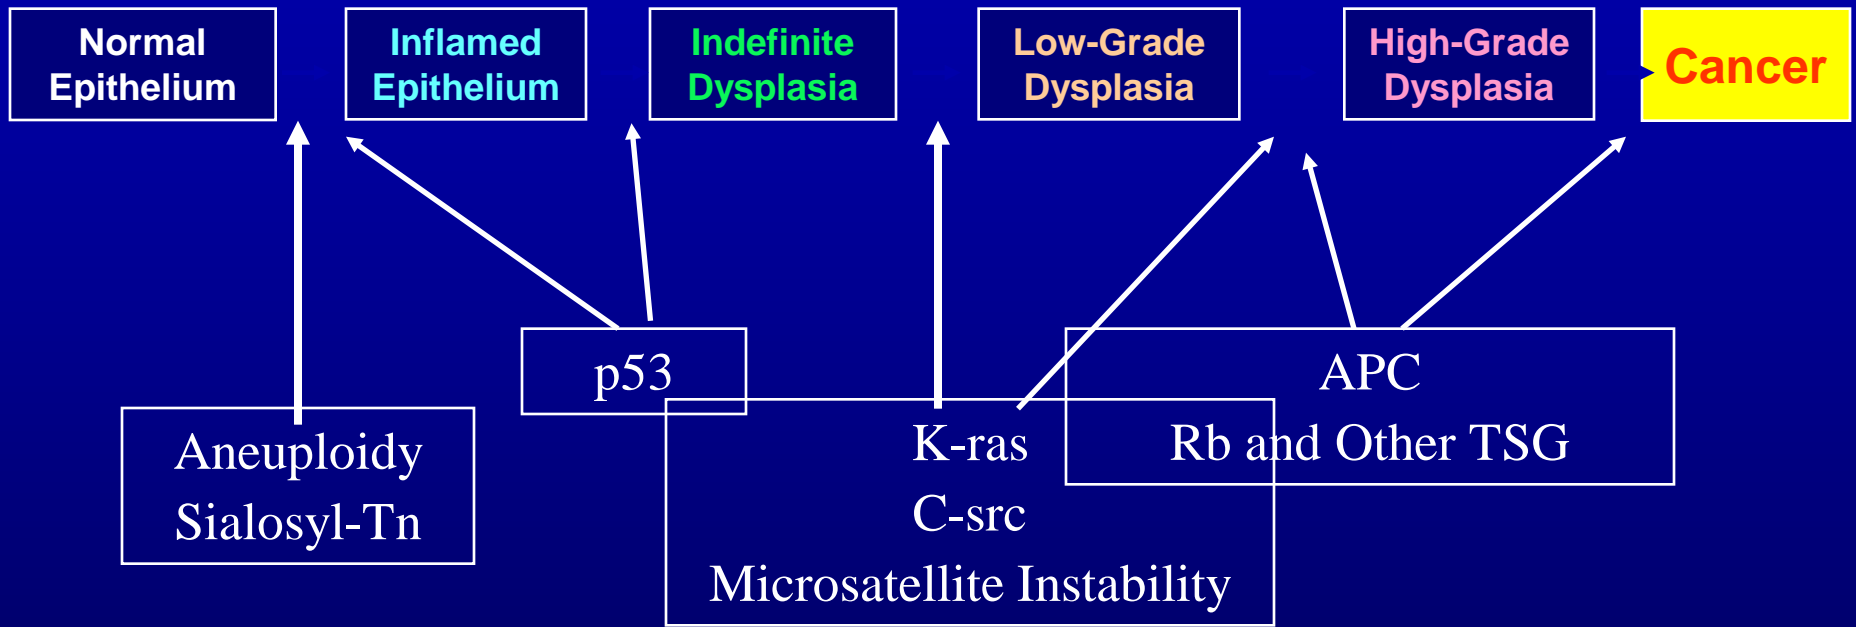 Normal
Epithelium
Inflamed
Epithelium
Indefinite
Dysplasia
Low-Grade
Dysplasia
High-Grade
Dysplasia
Cancer
p53
APC
Rb and Other TSG
Aneuploidy
Sialosyl-Tn
K-ras
C-src
Microsatellite Instability